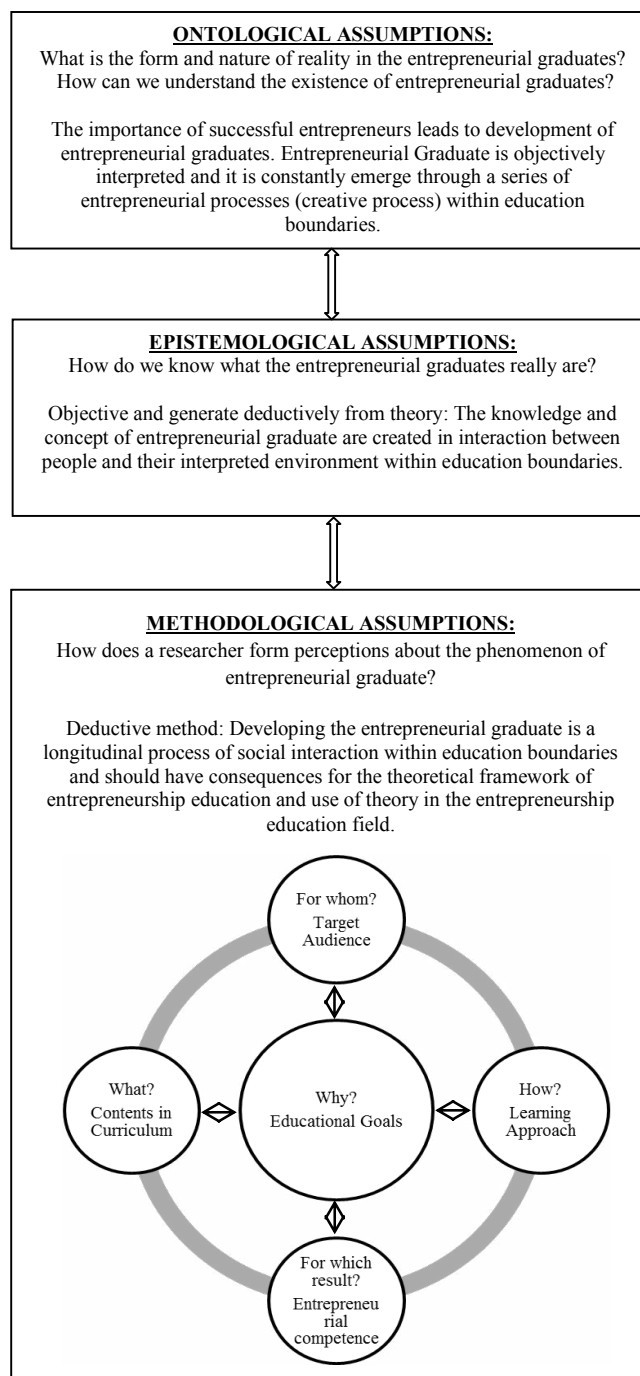 ONTOLOGICAL ASSUMPTIONS:
What is the form and nature of reality in the entrepreneurial graduates?
How can we understand the existence of entrepreneurial graduates?
The importance of successful entrepreneurs leads to development of
entrepreneurial graduates. Entrepreneurial Graduate is objectively
interpreted and it is constantly emerge through a series of
entrepreneurial processes (creative process) within education
boundaries.
EPISTEMOLOGICAL ASSUMPTIONS:
How do we know what the entrepreneurial graduates really are?
Objective and generate deductively from theory: The knowledge and
concept of entrepreneurial graduate are created in interaction between
people and their interpreted environment within education boundaries.
METHODOLOGICAL ASSUMPTIONS:
How does a researcher form perceptions about the phenomenon of
entrepreneurial graduate?
Deductive method: Developing the entrepreneurial graduate is a
longitudinal process of social interaction within education boundaries
and should have consequences for the theoretical framework of
entrepreneurship education and use of theory in the entrepreneurship
education field.
For whom?
Target
Audience
What?
Contents in
Curriculum
Why?
Educational Goals
How?
Learning
Approach
For which
result?
Entrepreneu
rial
competence